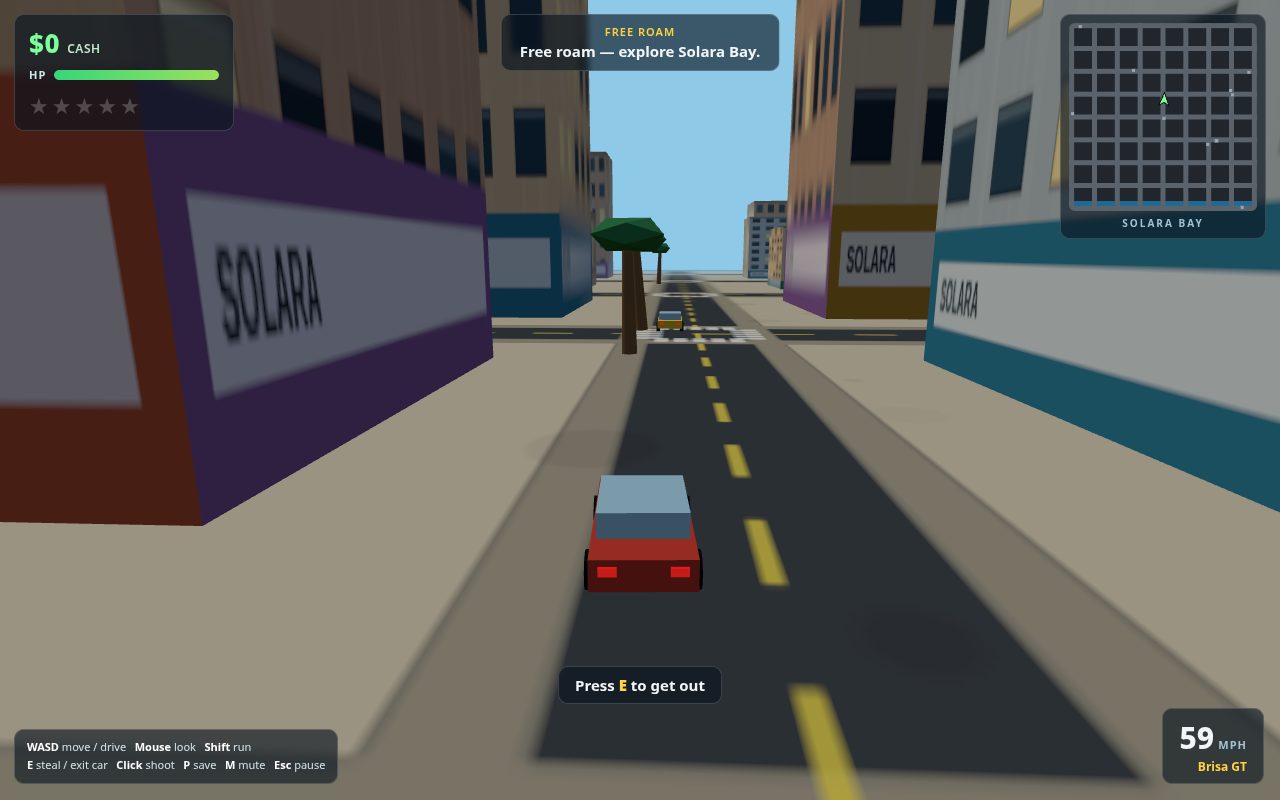 $0 CASH
HP
FREE ROAM
Free roam — explore Solara Bay.
SOLARA BAY
SOLARA
SOLARA
SOLARA
Press E to get out
WASD move / drive Mouse look Shift run
E steal / exit car Click shoot P save M mute Esc pause
59 MPH
Brisa GT